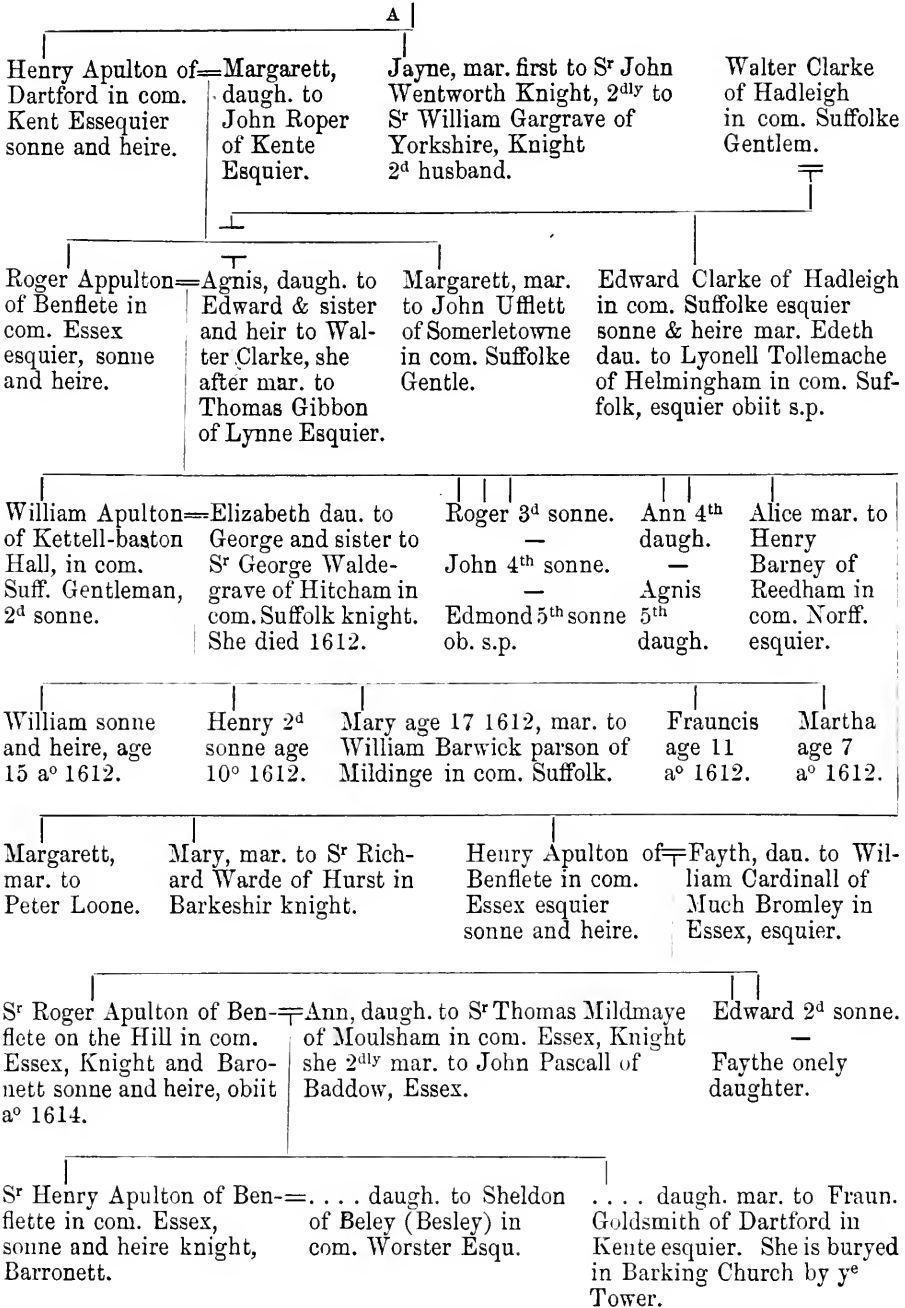 A
Henry Apulton of
Dartford in com.
Kent Essequier
sonne and heire.
Margarett,
daugh. to
John Roper
of Kente
Esquier.
Jayne, mar. first to Sʳ John
Wentworth Knight, 2ᵈˡʸ to
Sʳ William Gargrave of
Yorkshire, Knight
2ᵈ husband.
Walter Clarke
of Hadleigh
in com. Suffolke
Gentlem.
Roger Appulton
of Benflete in
com. Essex
esquier, sonne
and heire.
Agnis, daugh. to
Edward & sister
and heir to Wal-
ter Clarke, she
after mar. to
Thomas Gibbon
of Lynne Esquier.
Margarett, mar.
to John Ufflett
of Somerletowne
in com. Suffolke
Gentle.
Edward Clarke of Hadleigh
in com. Suffolke esquier
sonne & heire mar. Edeth
dau. to Lyonell Tollemache
of Helmingham in com. Suf-
folk, esquier obiit s.p.
William Apulton
of Kettell-baston
Hall, in com.
Suff. Gentleman,
2ᵈ sonne.
Elizabeth dau. to
George and sister to
Sʳ George Walde-
grave of Hitcham in
com. Suffolk knight.
She died 1612.
Roger 3ᵈ sonne.
—
John 4ᵗʰ sonne.
—
Edmond 5ᵗʰ sonne
ob. s.p.
Ann 4ᵗʰ
daugh.
—
Agnis
5ᵗʰ
daugh.
Alice mar. to
Henry
Barney of
Reedham in
com. Norff.
esquier.
William sonne
and heire, age
15 aᵒ 1612.
Henry 2ᵈ
sonne age
10ᵒ 1612.
Mary age 17 1612, mar. to
William Barwick parson of
Mildinge in com. Suffolk.
Frauncis
age 11
aᵒ 1612.
Martha
age 7
aᵒ 1612.
Margarett,
mar. to
Peter Loone.
Mary, mar. to Sʳ Rich-
ard Warde of Hurst in
Barkeshir knight.
Henry Apulton of
Benflete in com.
Essex esquier
sonne and heire.
Fayth, dau. to Wil-
liam Cardinall of
Much Bromley in
Essex, esquier.
Sʳ Roger Apulton of Ben-
flete on the Hill in com.
Essex, Knight and Baro-
nett sonne and heire, obiit
aᵒ 1614.
Ann, daugh. to Sʳ Thomas Mildmaye
of Moulsham in com. Essex, Knight
she 2ᵈˡʸ mar. to John Pascall of
Baddow, Essex.
Edward 2ᵈ sonne.
—
Faythe onely
daughter.
Sʳ Henry Apulton of Ben-
flette in com. Essex,
sonne and heire knight,
Barronett.
. . . . daugh. to Sheldon
of Beley (Besley) in
com. Worster Esqu.
. . . . daugh. mar. to Fraun.
Goldsmith of Dartford in
Kente esquier. She is buryed
in Barking Church by yᵉ
Tower.